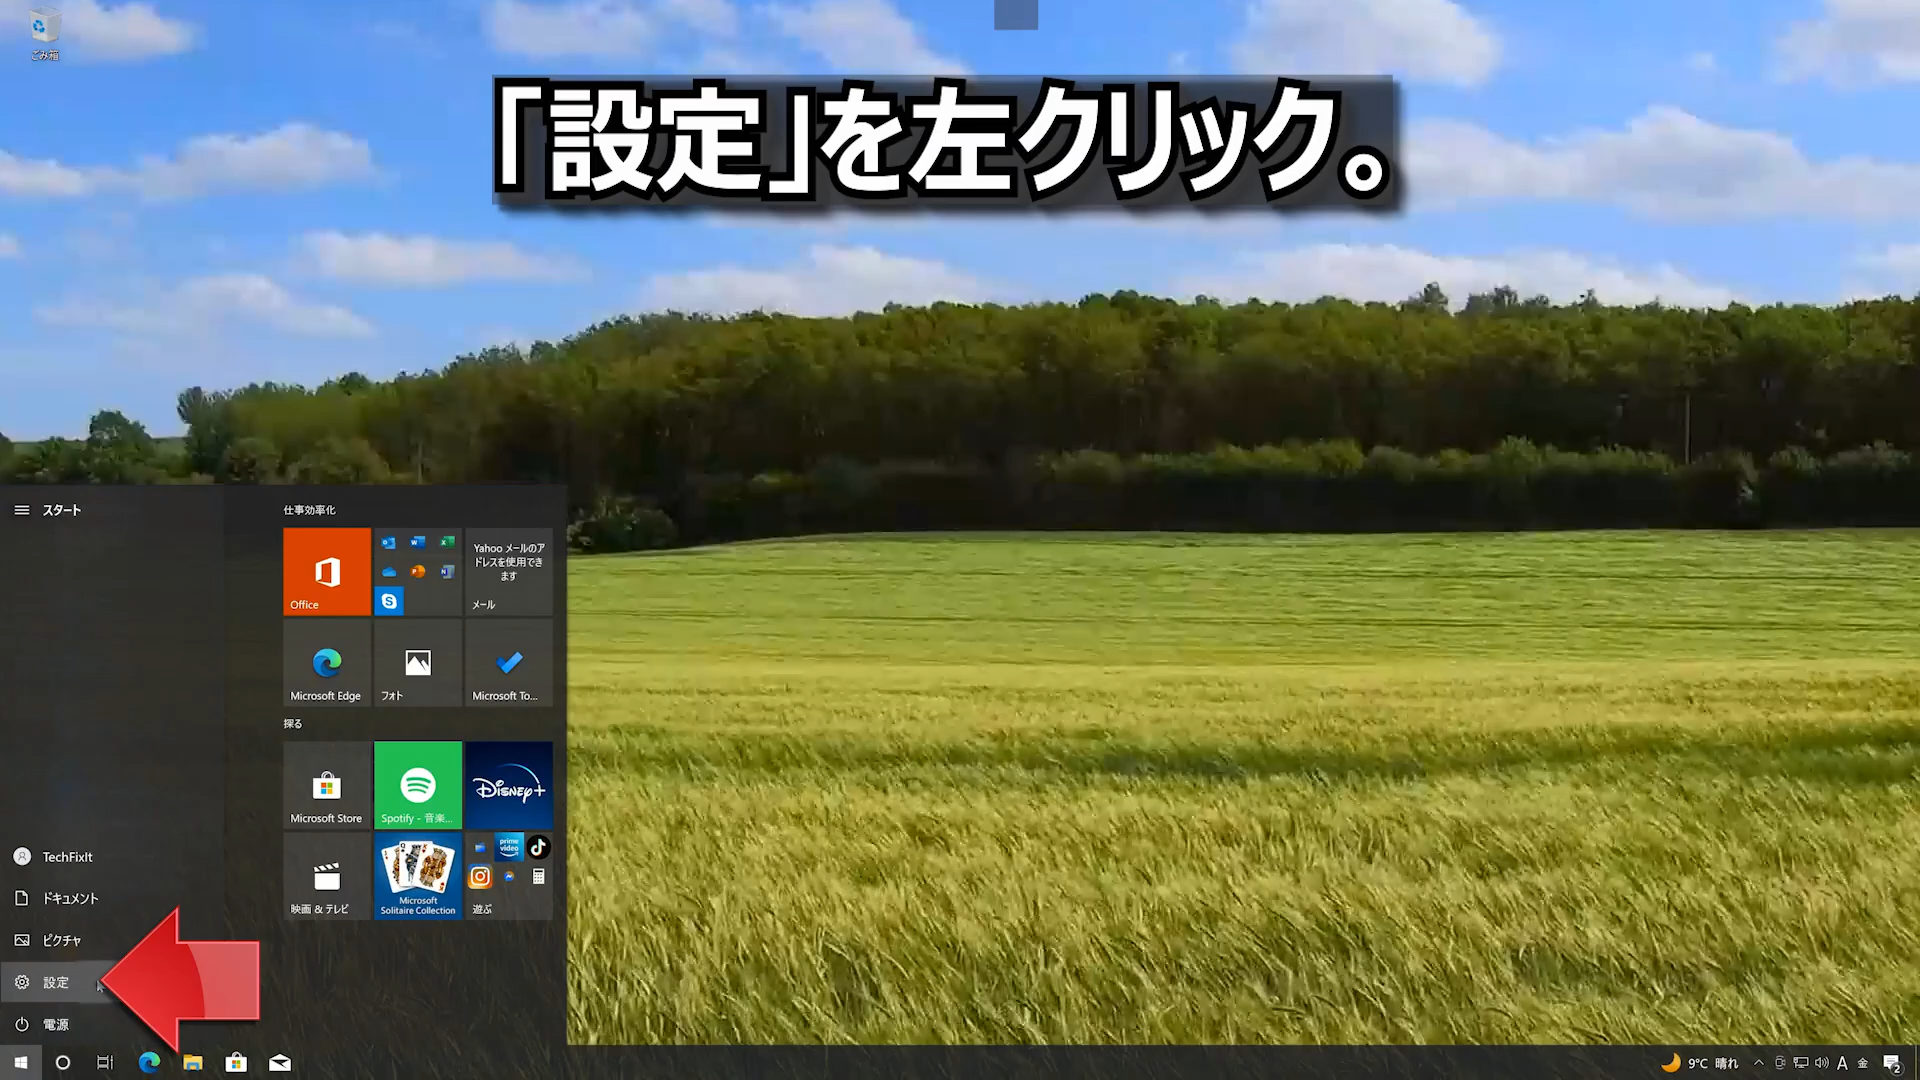 ごみ箱
「設定」を左クリック。
スタート
仕事効率化
Yahoo メールのア
ドレスを使用でき
ます
Office
メール
Microsoft Edge
フォト
Microsoft To...
探る
DISNEY+
Microsoft Store
Spotify - 音楽...
prime
video
Microsoft
Solitaire Collection
映画 & テレビ
遊ぶ
TechFixIt
ドキュメント
ピクチャ
設定
電源
9°C 晴れ
A
金
2